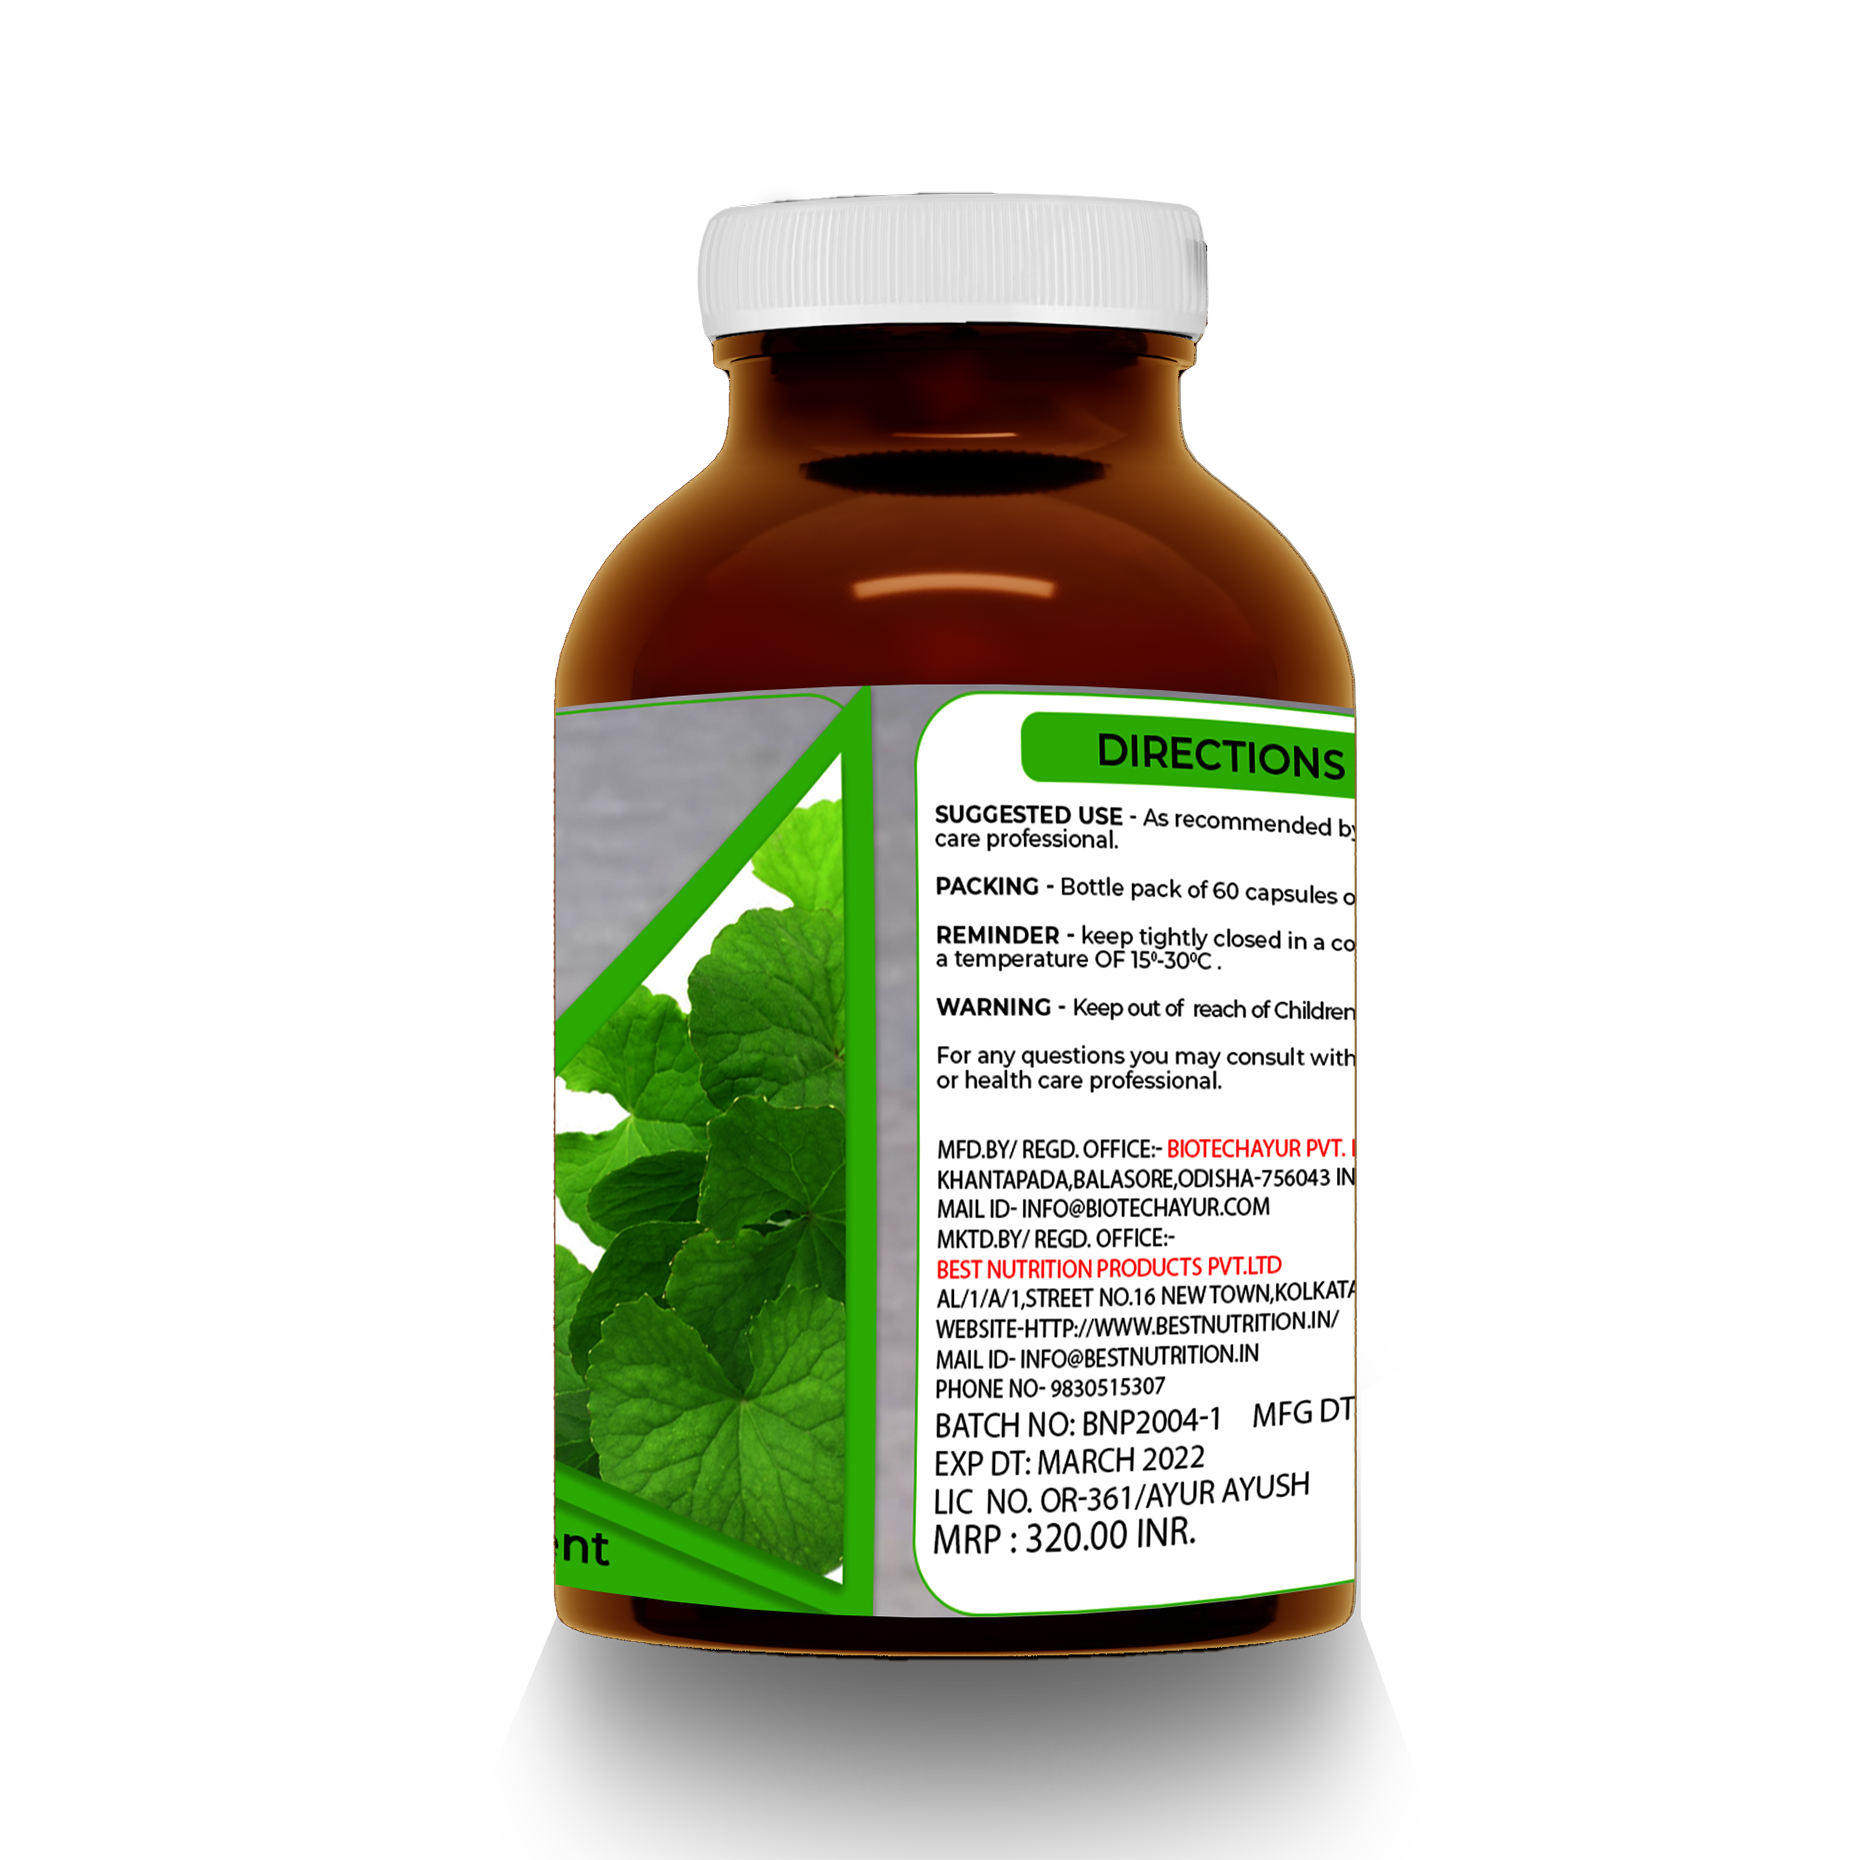 DIRECTIONS
SUGGESTED USE - As recommended by
care professional.
PACKING - Bottle pack of 60 capsules
REMINDER - keep tightly closed in a
a temperature OF 15⁰-30⁰C .
WARNING - Keep out of reach of Children
For any questions you may consult with
or health care professional.
MFD.BY/ REGD. OFFICE:- BIOTECHAYUR PVT.
KHANTAPADA,BALASORE,ODISHA-756043
MAIL ID- INFO@BIOTECHAYUR.COM
MKTD.BY/ REGD. OFFICE:-
BEST NUTRITION PRODUCTS PVT.LTD
AL/1/A/1,STREET NO.16 NEW TOWN,KOLKATA
WEBSITE-HTTP://WWW.BESTNUTRITION.IN/
MAIL ID- INFO@BESTNUTRITION.IN
PHONE NO- 9830515307
BATCH NO: BNP2004-1 MFG DT
EXP DT: MARCH 2022
LIC NO. OR-361/AYUR AYUSH
MRP : 320.00 INR.